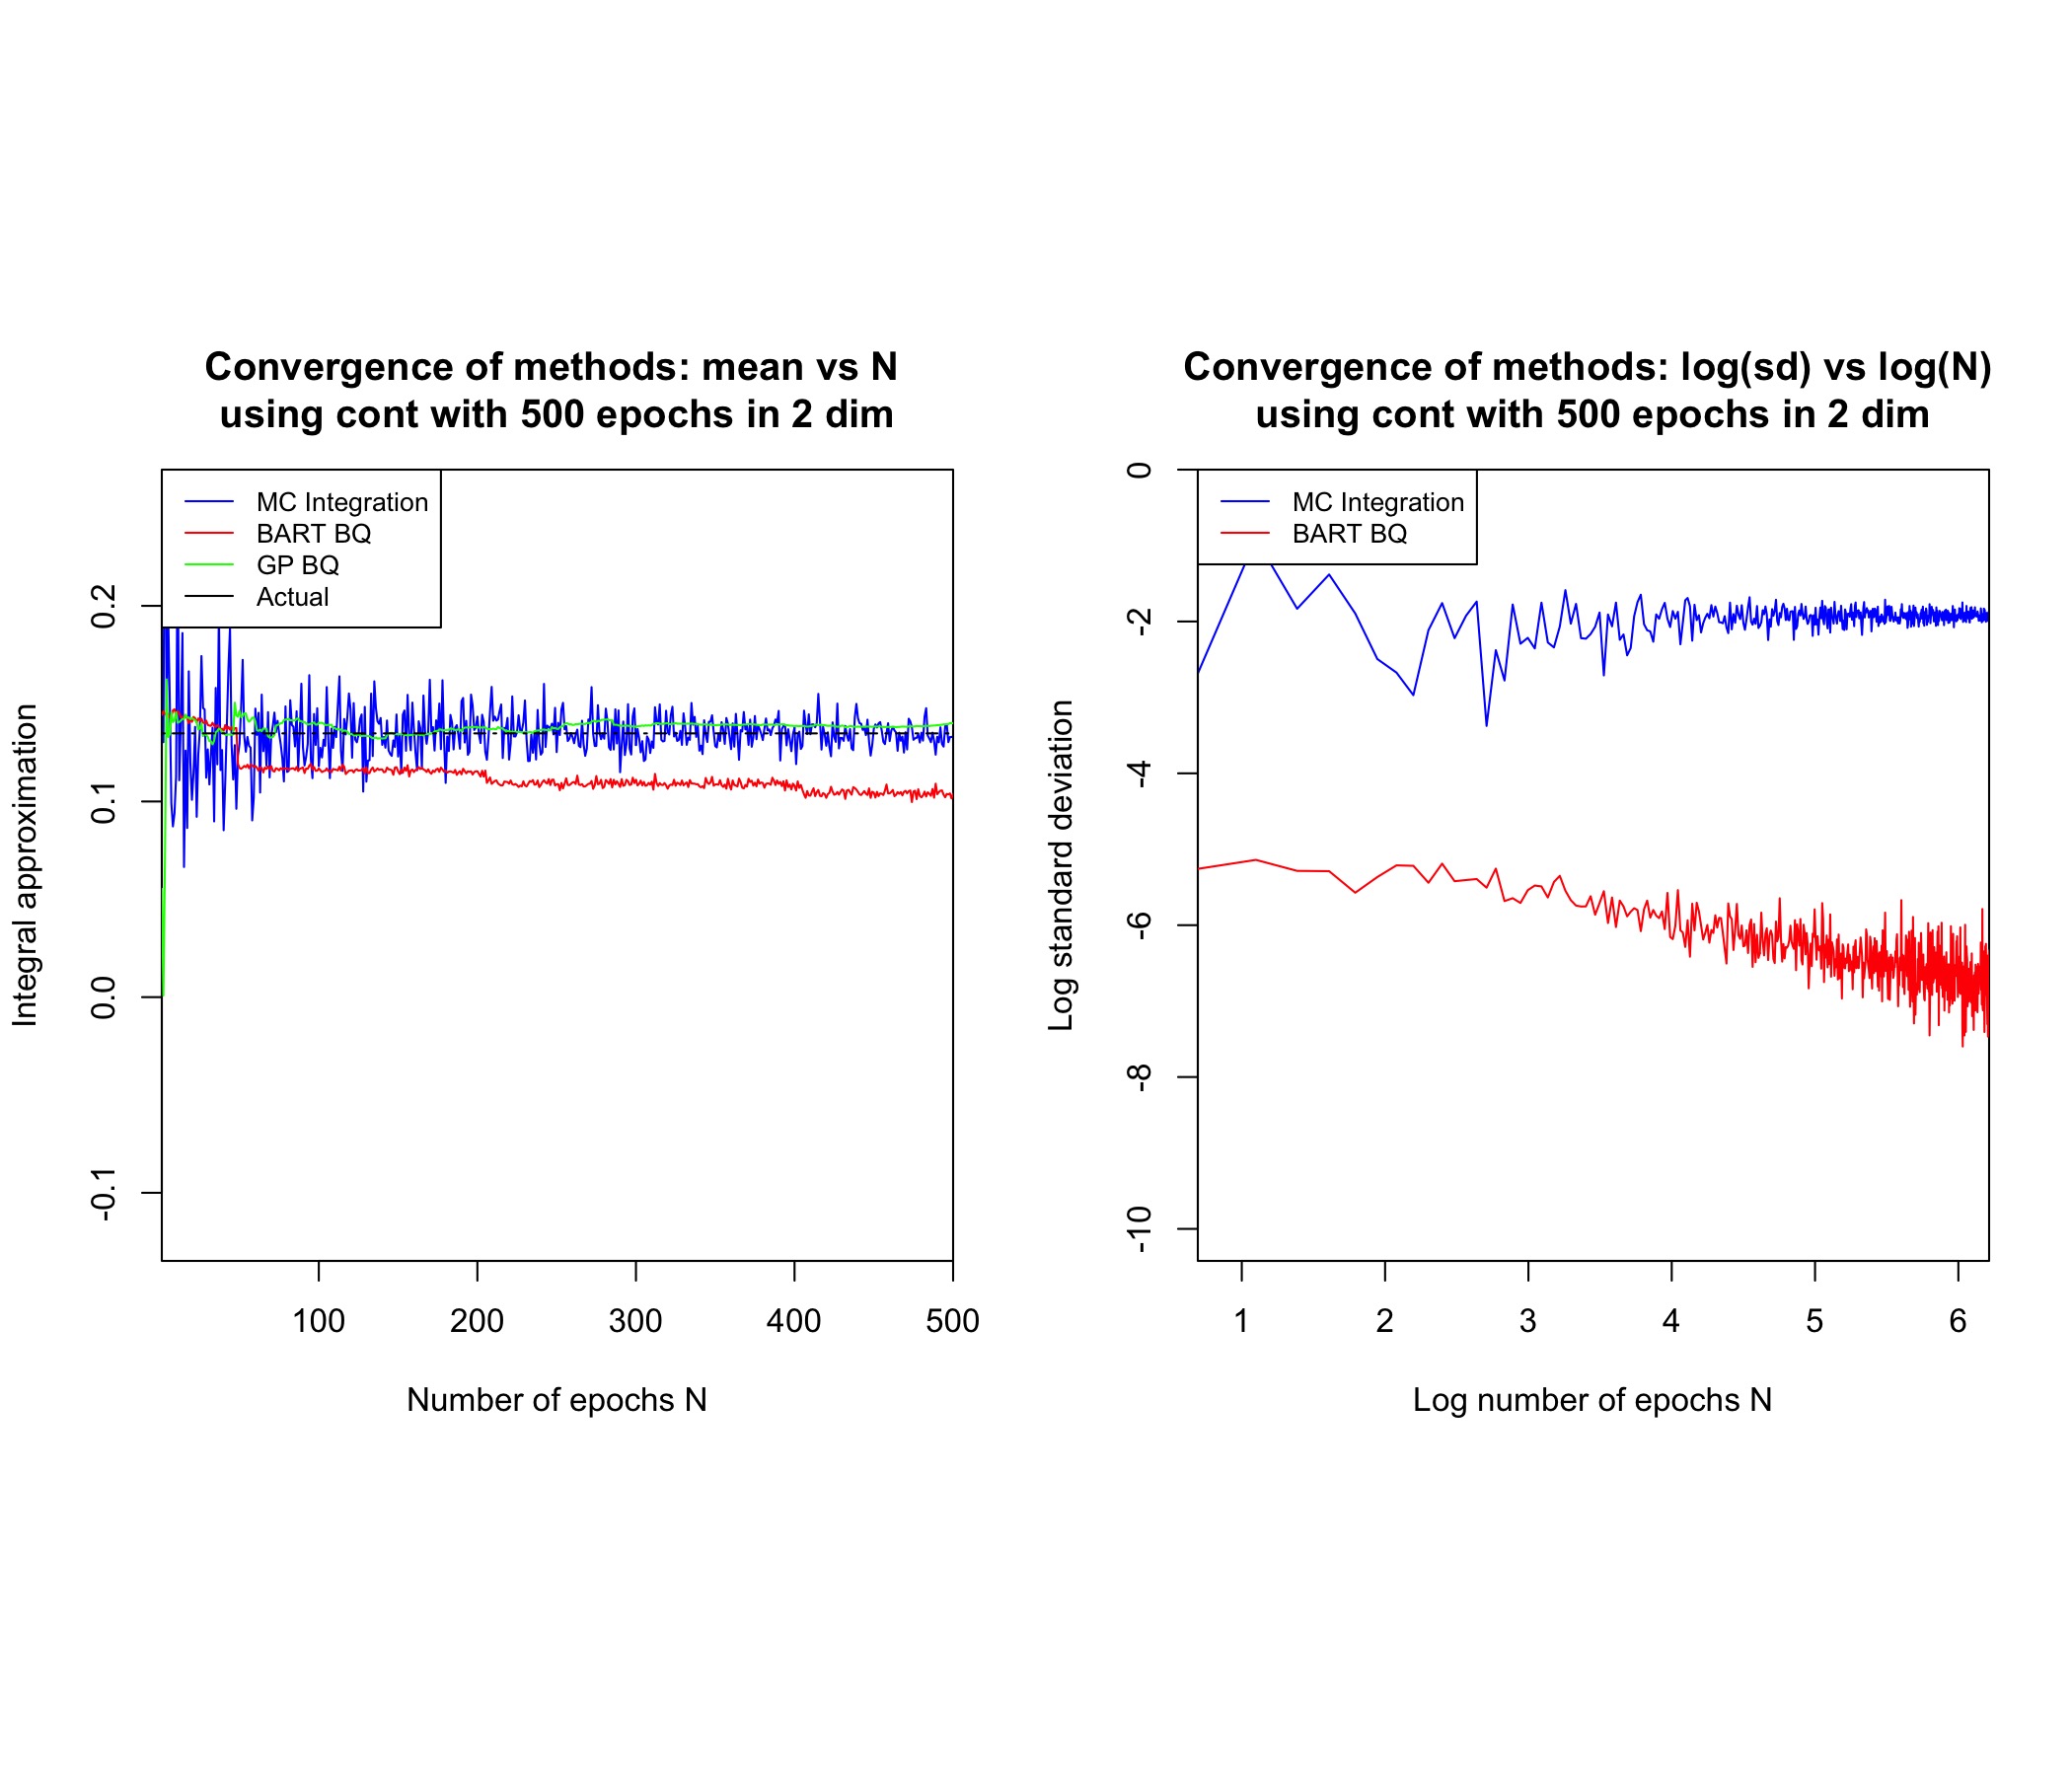 Convergence of methods: mean vs N
using cont with 500 epochs in 2 dim
MC Integration
BART BQ
GP BQ
Actual
Integral approximation
0.2
0.1
0.0
-0.1
100 200 300 400 500
Number of epochs N
Convergence of methods: log(sd) vs log(N)
using cont with 500 epochs in 2 dim
MC Integration
BART BQ
Log standard deviation
0
-2
-4
-6
-8
-10
1 2 3 4 5 6
Log number of epochs N